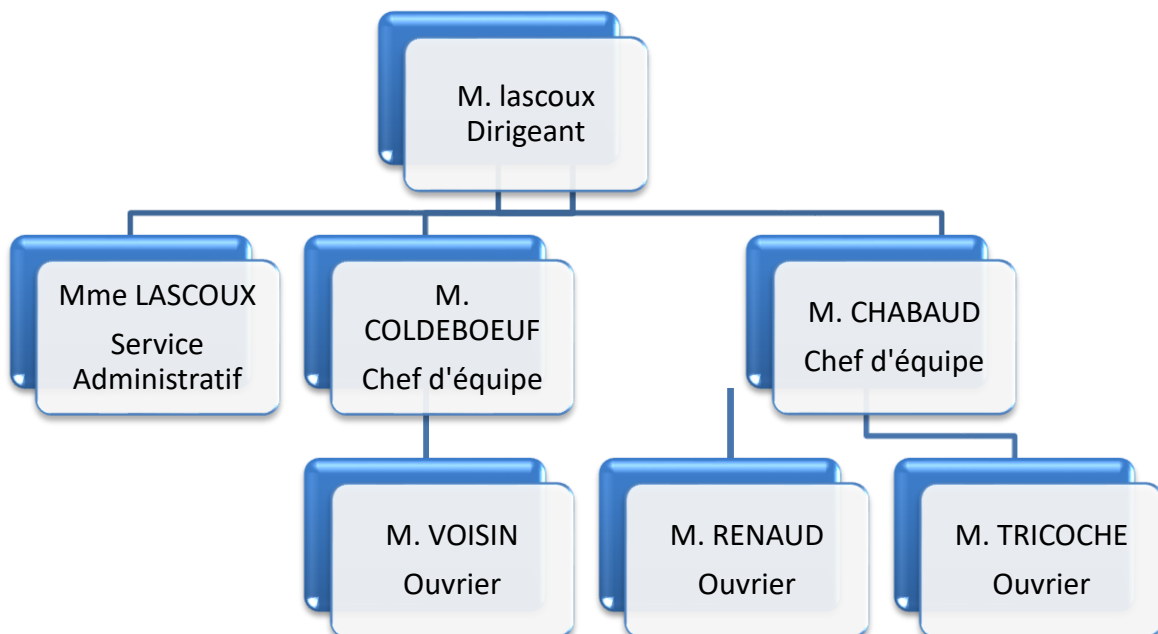 M. lascoux
Dirigeant
Mme LASCOUX
Service
Administratif
M.
COLDEBOEUF
Chef d'équipe
M. CHABAUD
Chef d'équipe
M. VOISIN
Ouvrier
M. RENAUD
Ouvrier
M. TRICOCHE
Ouvrier